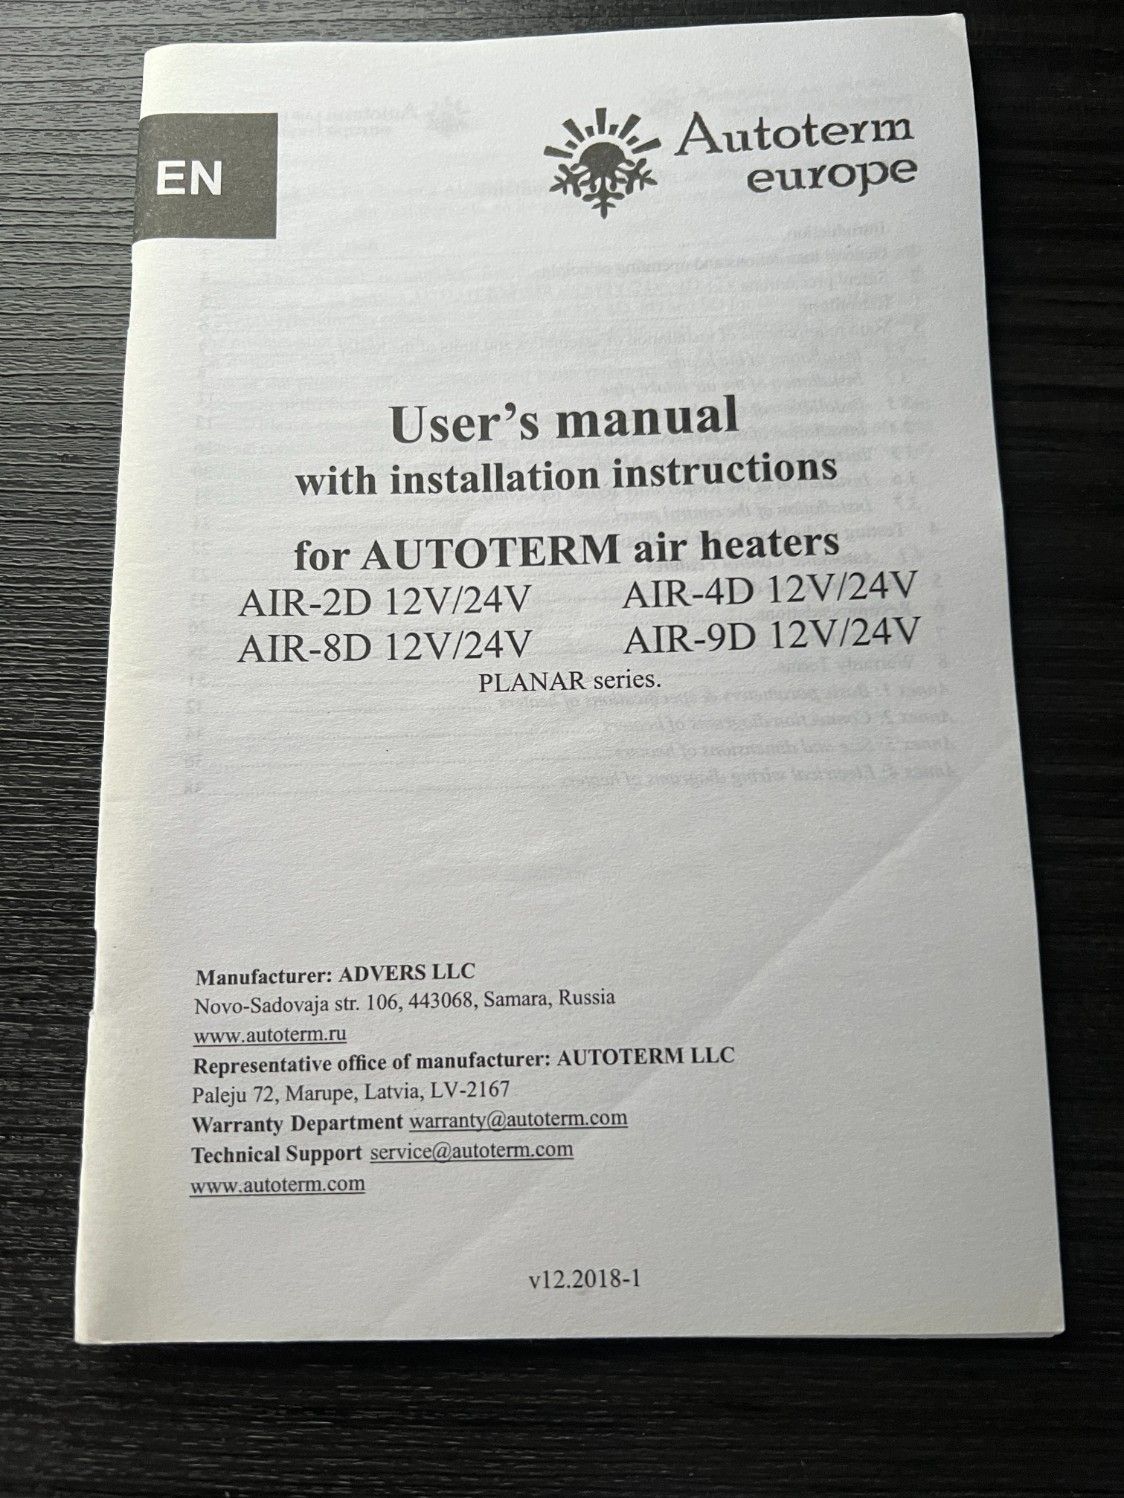 EN
Autoterm
europe
User's manual
with installation instructions
for AUTOTERM air heaters
AIR-2D 12V/24V AIR-4D 12V/24V
AIR-8D 12V/24V AIR-9D 12V/24V
PLANAR series.
Manufacturer: ADVERS LLC
Novo-Sadovaja str. 106, 443068, Samara, Russia
www.autoterm.ru
Representative office of manufacturer: AUTOTERM LLC
Paleju 72, Marupe, Latvia, LV-2167
Warranty Department warranty@autoterm.com
Technical Support service@autoterm.com
www.autoterm.com
v12.2018-1